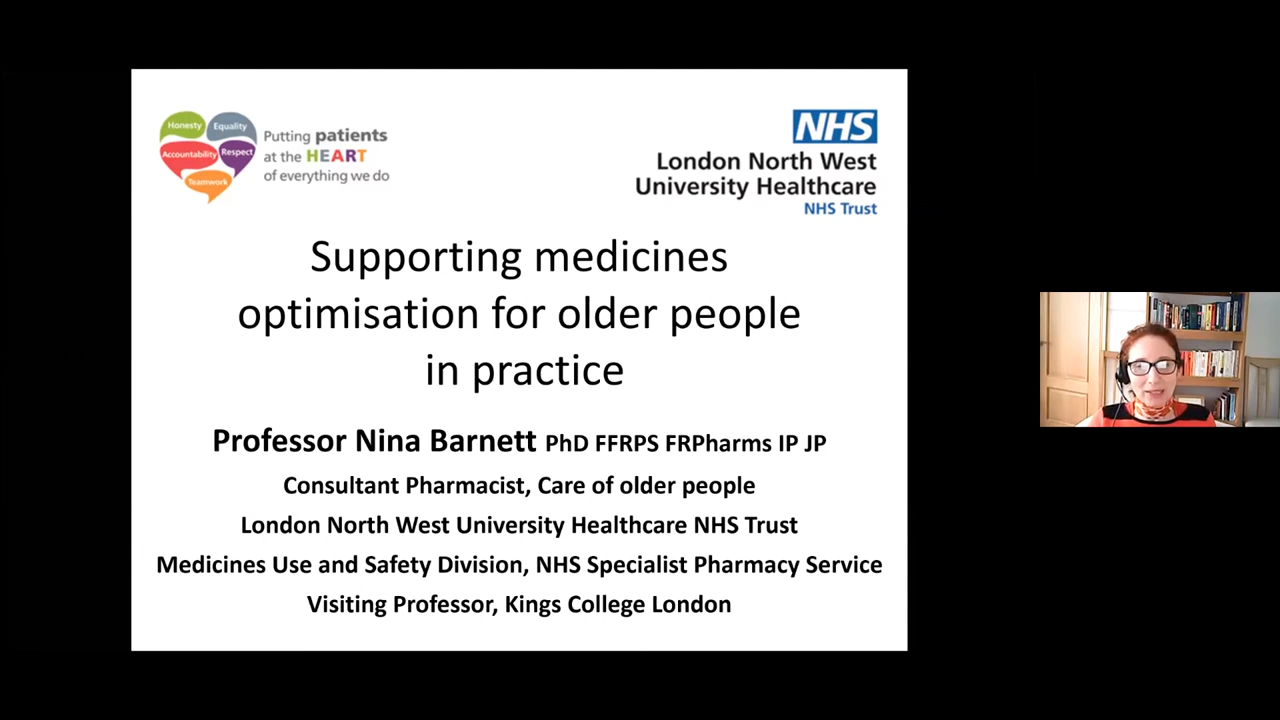 Honesty
Equality
Accountability
Respect
Teamwork
Putting patients
at the HEART
of everything we do
NHS
London North West
University Healthcare
NHS Trust
Supporting medicines
optimisation for older people
in practice
Professor Nina Barnett PhD FFRPS FRPharms IP JP
Consultant Pharmacist, Care of older people
London North West University Healthcare NHS Trust
Medicines Use and Safety Division, NHS Specialist Pharmacy Service
Visiting Professor, Kings College London